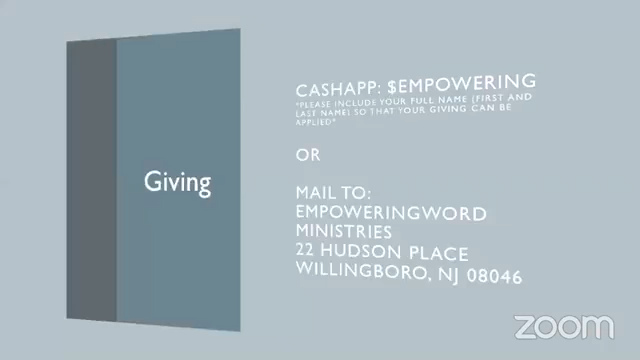 Giving
CASHAPP: $EMPOWERING
*PLEASE INCLUDE YOUR FULL NAME (FIRST AND
LAST NAME) SO THAT YOUR GIVING CAN BE
APPLIED*
OR
MAIL TO:
EMPOWERINGWORD
MINISTRIES
22 HUDSON PLACE
WILLINGBORO, NJ 08046
zoom